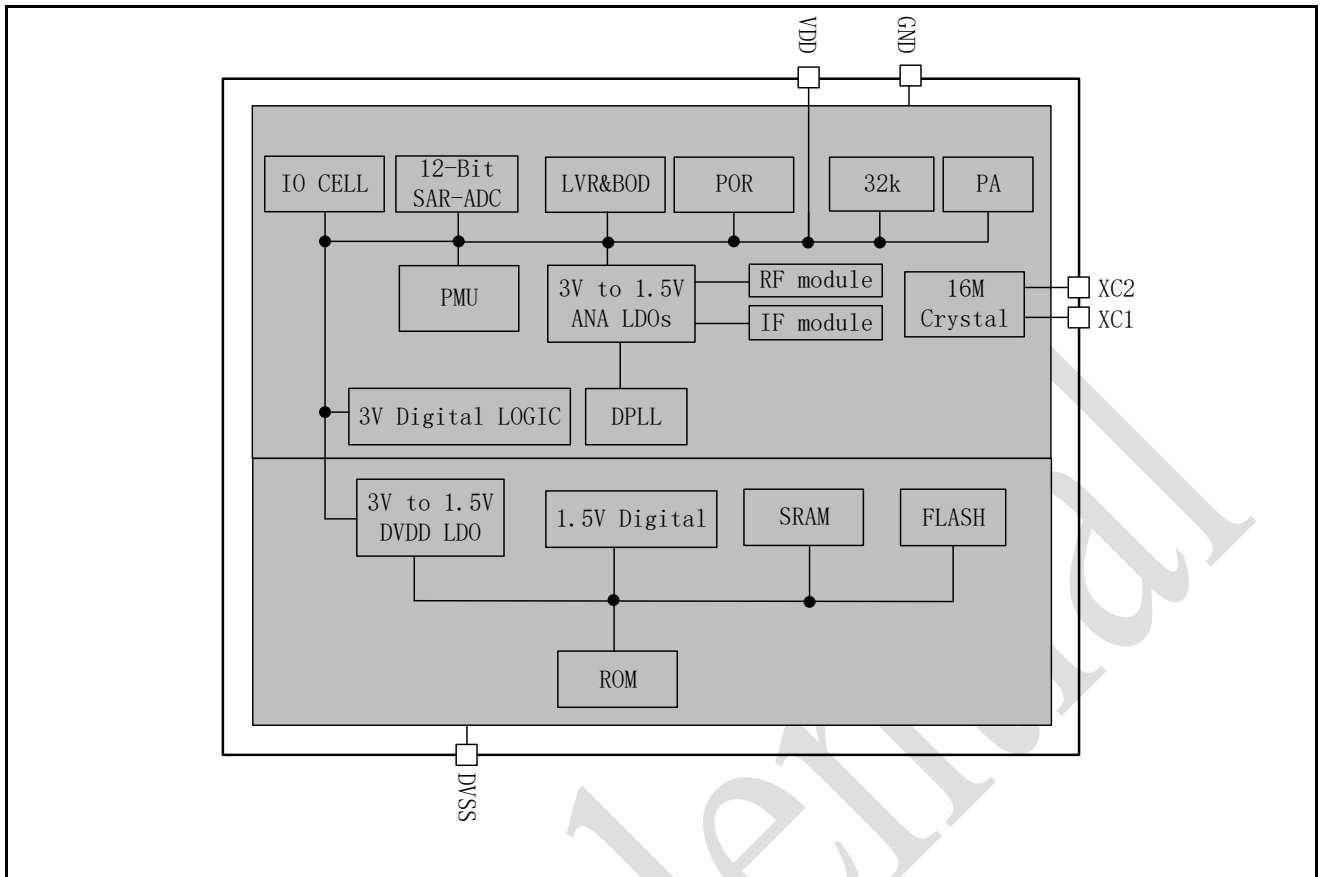 VDD
GND
IO CELL
12-Bit
SAR-ADC
LVR&BOD
POR
32k
PA
PMU
3V to 1.5V
ANA LDOs
RF module
IF module
16M
Crystal
XC2
XC1
3V Digital LOGIC
DPLL
3V to 1.5V
DVDD LDO
1.5V Digital
SRAM
FLASH
ROM
DVSS